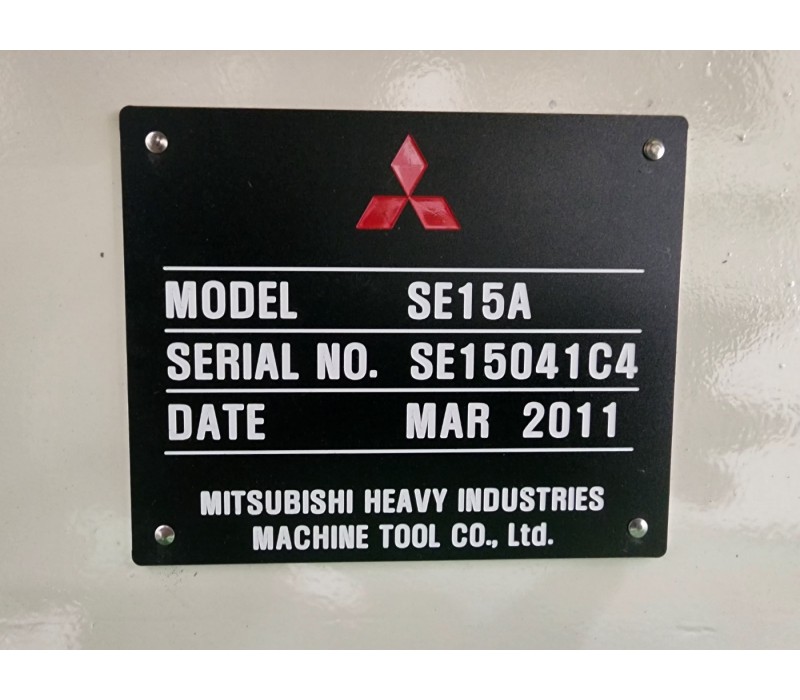 MODEL SE15A
SERIAL NO. SE15041C4
DATE MAR 2011
MITSUBISHI HEAVY INDUSTRIES
MACHINE TOOL CO., Ltd.